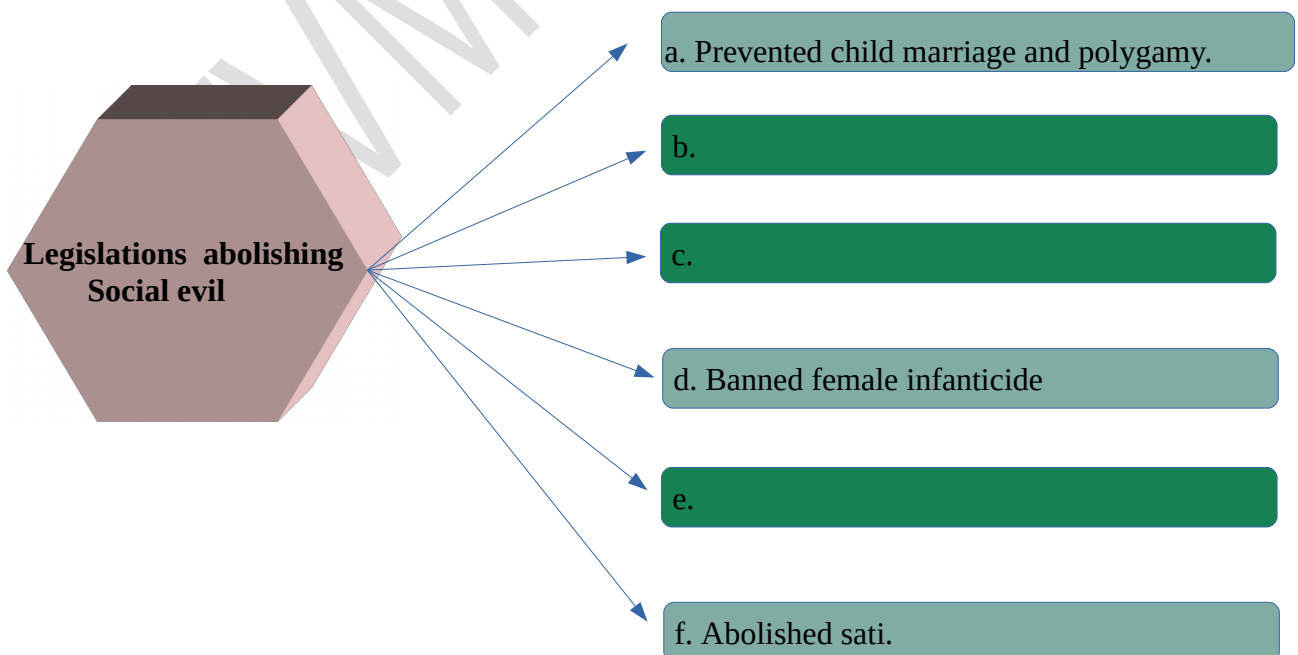 a. Prevented child marriage and polygamy.
b.
c.
Legislations abolishing
Social evil
d. Banned female infanticide
e.
f. Abolished sati.